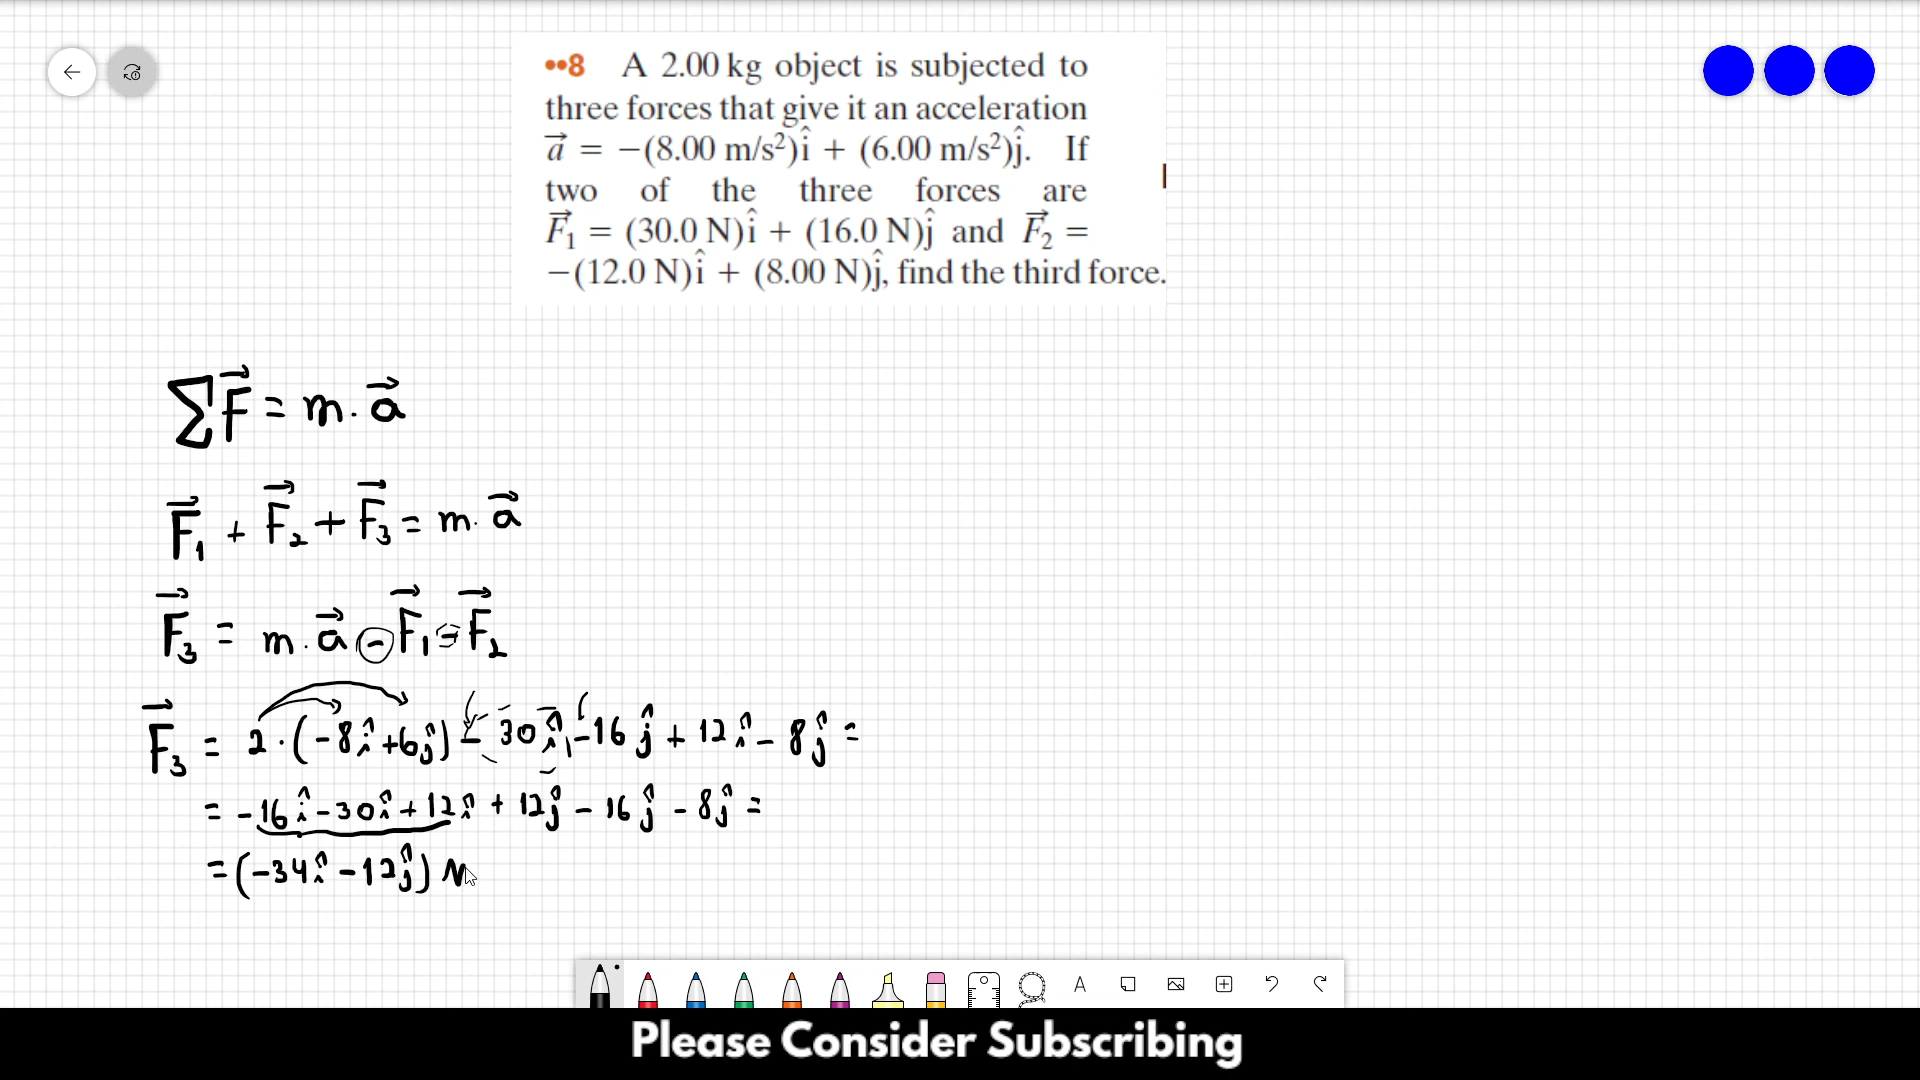 ••8 A 2.00 kg object is subjected to
three forces that give it an acceleration
a⃗ = −(8.00 m/s²)î + (6.00 m/s²)ĵ. If
two of the three forces are
F⃗₁ = (30.0 N)î + (16.0 N)ĵ and F⃗₂ =
−(12.0 N)î + (8.00 N)ĵ, find the third force.
∑F⃗ = m · a⃗
F⃗₁ + F⃗₂ + F⃗₃ = m · a⃗
F⃗₃ = m · a⃗ − F⃗₁ − F⃗₂
F⃗₃ = 2 · (−8î + 6ĵ) − 30î − 16ĵ + 12î − 8ĵ =
= −16î − 30î + 12î + 12ĵ − 16ĵ − 8ĵ =
= (−34î − 12ĵ) N
A
Please Consider Subscribing